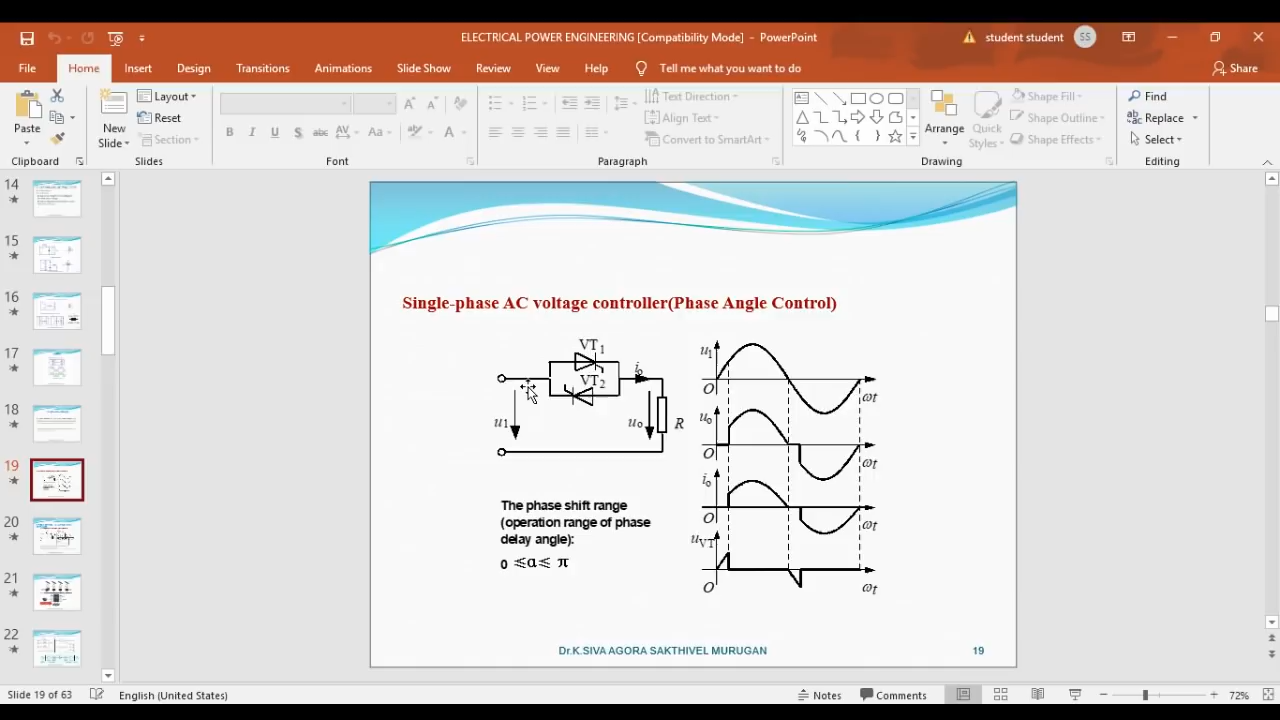 ELECTRICAL POWER ENGINEERING [Compatibility Mode] - PowerPoint
student student
SS
File Home Insert Design Transitions Animations Slide Show Review View Help Tell me what you want to do Share
Paste
New Slide
Layout
Reset
Section
B I U S abc AV Aa A
A A
Text Direction
Align Text
Convert to SmartArt
Arrange
Quick Styles
Shape Fill
Shape Outline
Shape Effects
Find
Replace
Select
Clipboard Slides Font Paragraph Drawing Editing
14
15
16
17
18
19
20
21
22
Single-phase AC voltage controller(Phase Angle Control)
VT1
VT2
io
u1
uo
R
The phase shift range
(operation range of phase
delay angle):
0 ≤α≤ π
u1
O
ωt
uo
O
ωt
io
O
ωt
uVT
O
ωt
Dr.K.SIVA AGORA SAKTHIVEL MURUGAN
19
Slide 19 of 63 English (United States) Notes Comments 72%